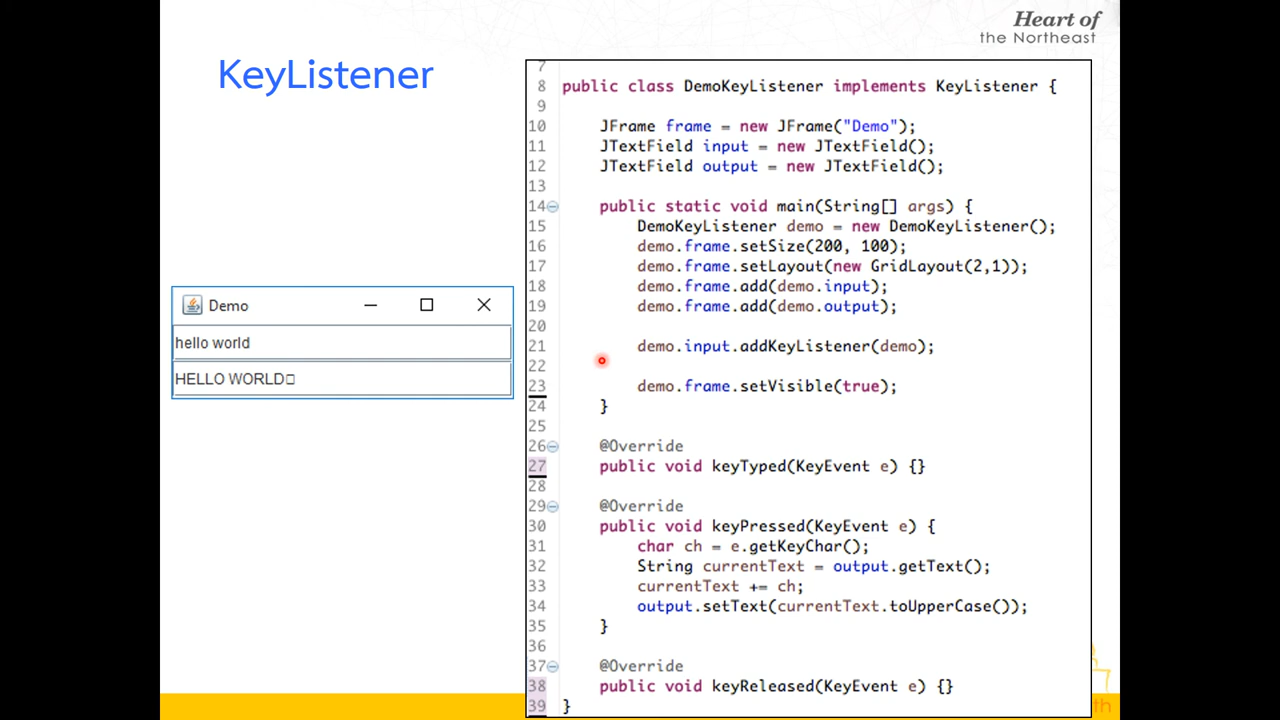 Heart of
the Northeast
KeyListener
Demo
hello world
HELLO WORLD□
7
8 public class DemoKeyListener implements KeyListener {
9
10 JFrame frame = new JFrame("Demo");
11 JTextField input = new JTextField();
12 JTextField output = new JTextField();
13
14 public static void main(String[] args) {
15 DemoKeyListener demo = new DemoKeyListener();
16 demo.frame.setSize(200, 100);
17 demo.frame.setLayout(new GridLayout(2,1));
18 demo.frame.add(demo.input);
19 demo.frame.add(demo.output);
20
21 demo.input.addKeyListener(demo);
22
23 demo.frame.setVisible(true);
24 }
25
26 @Override
27 public void keyTyped(KeyEvent e) {}
28
29 @Override
30 public void keyPressed(KeyEvent e) {
31 char ch = e.getKeyChar();
32 String currentText = output.getText();
33 currentText += ch;
34 output.setText(currentText.toUpperCase());
35 }
36
37 @Override
38 public void keyReleased(KeyEvent e) {}
39 }